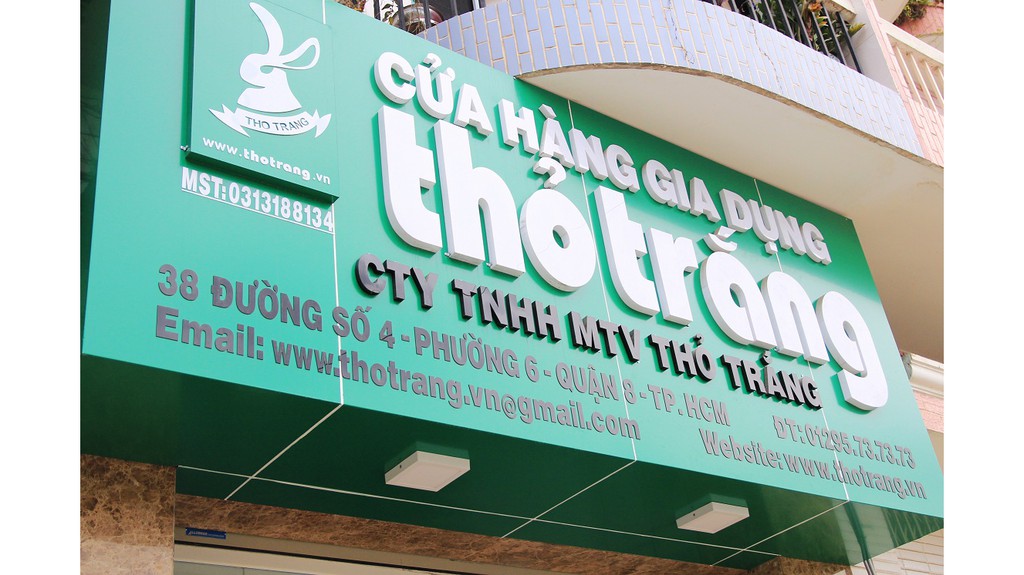 THO TRANG
www.thotrang.vn
MST: 0313188134
CỬA HÀNG GIA DỤNG
thỏ trắng
CTY TNHH MTV THỎ TRẮNG
38 ĐƯỜNG SỐ 4 - PHƯỜNG 6 - QUẬN 8 - TP. HCM
ĐT: 01295.73.73.73
Email: www.thotrang.vn@gmail.com
Website: www.thotrang.vn